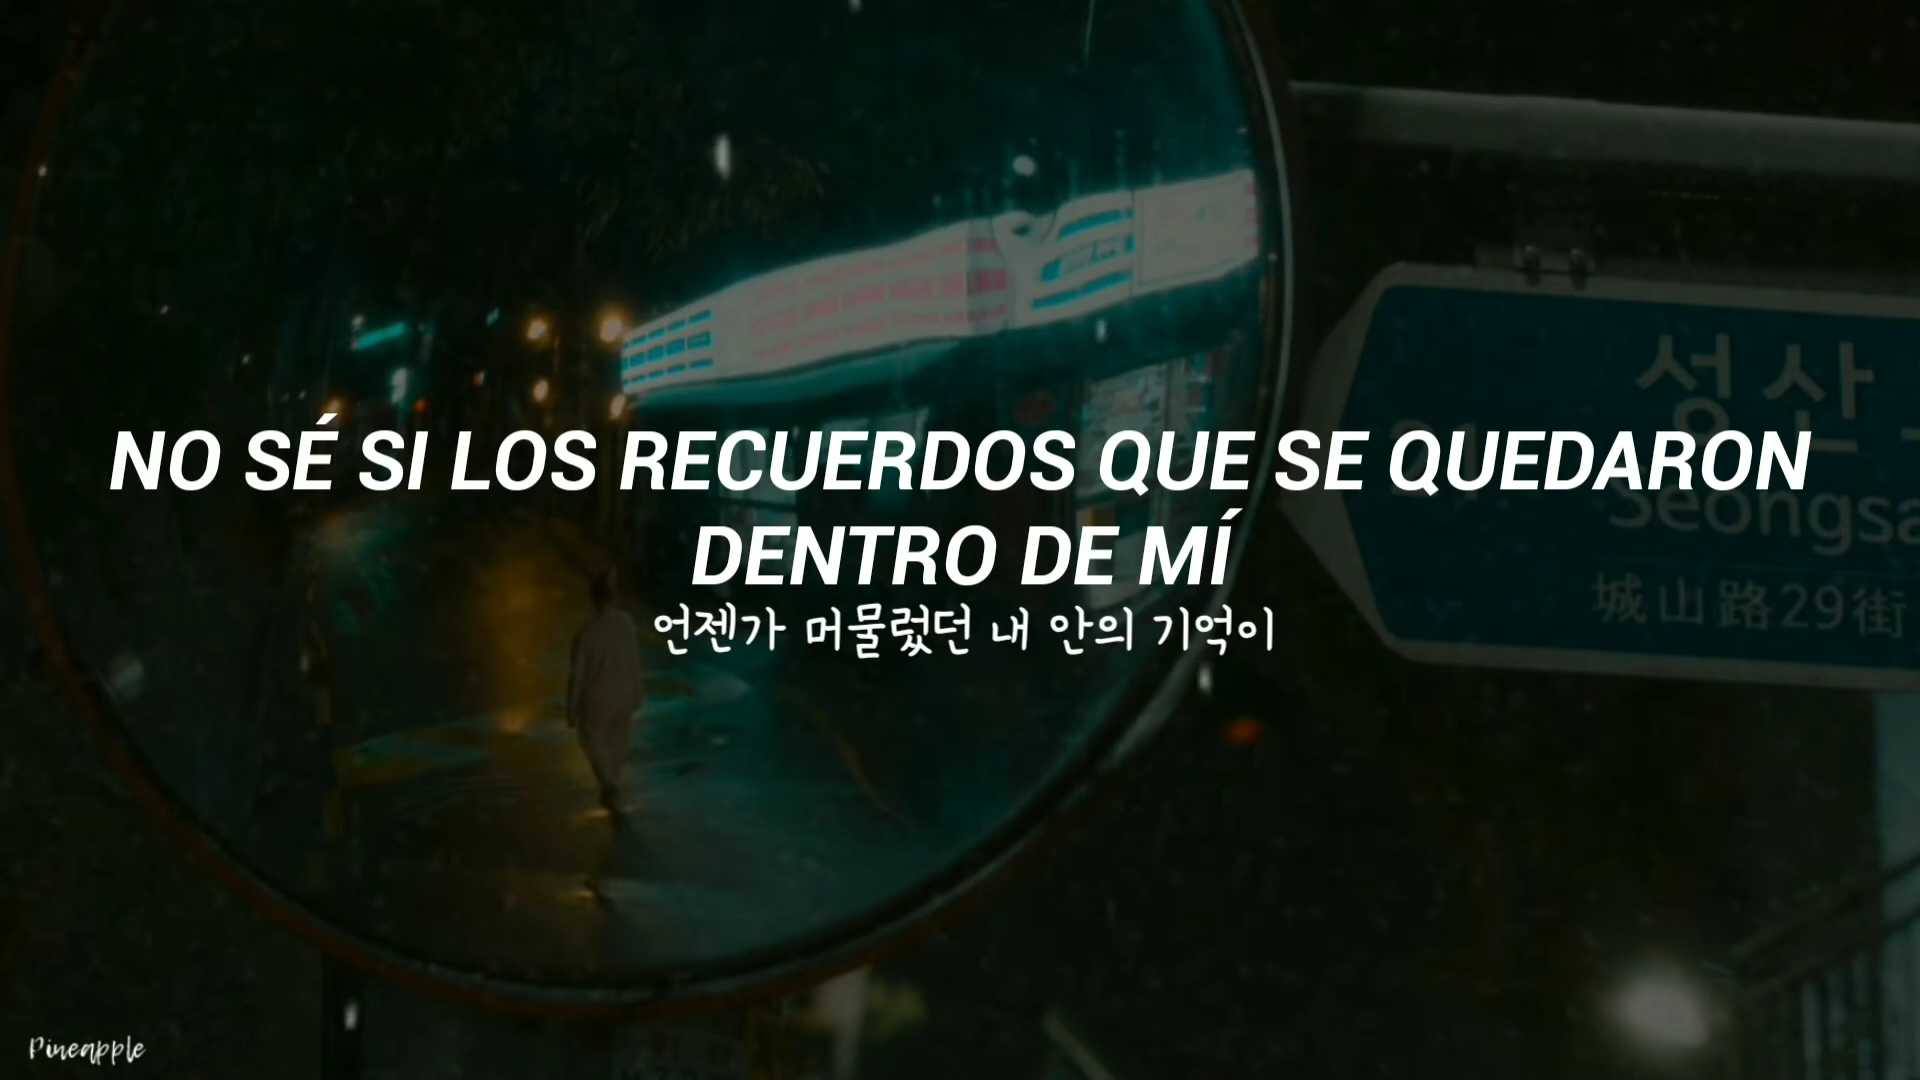 NO SÉ SI LOS RECUERDOS QUE SE QUEDARON
DENTRO DE MÍ
언젠가 머물렀던 내 안의 기억이
성산
Seongsa
城山路29街
Pineapple